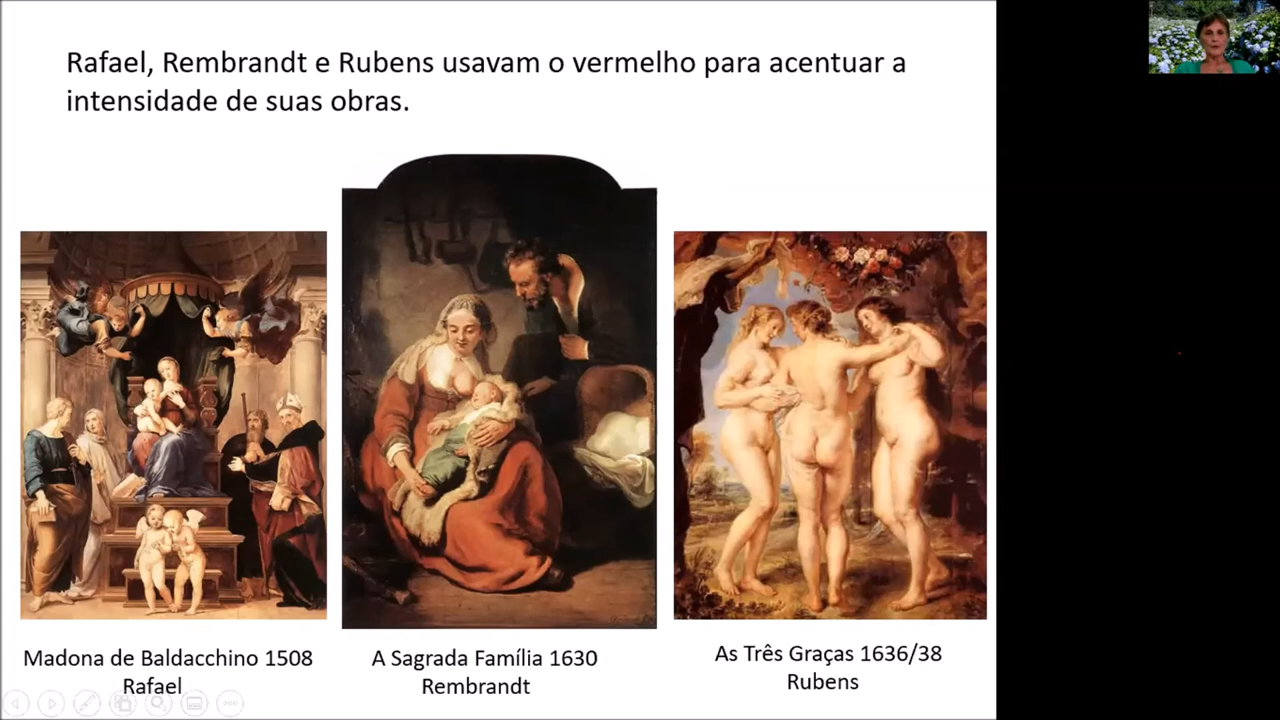 Rafael, Rembrandt e Rubens usavam o vermelho para acentuar a
intensidade de suas obras.
Madona de Baldacchino 1508
Rafael
A Sagrada Família 1630
Rembrandt
As Três Graças 1636/38
Rubens